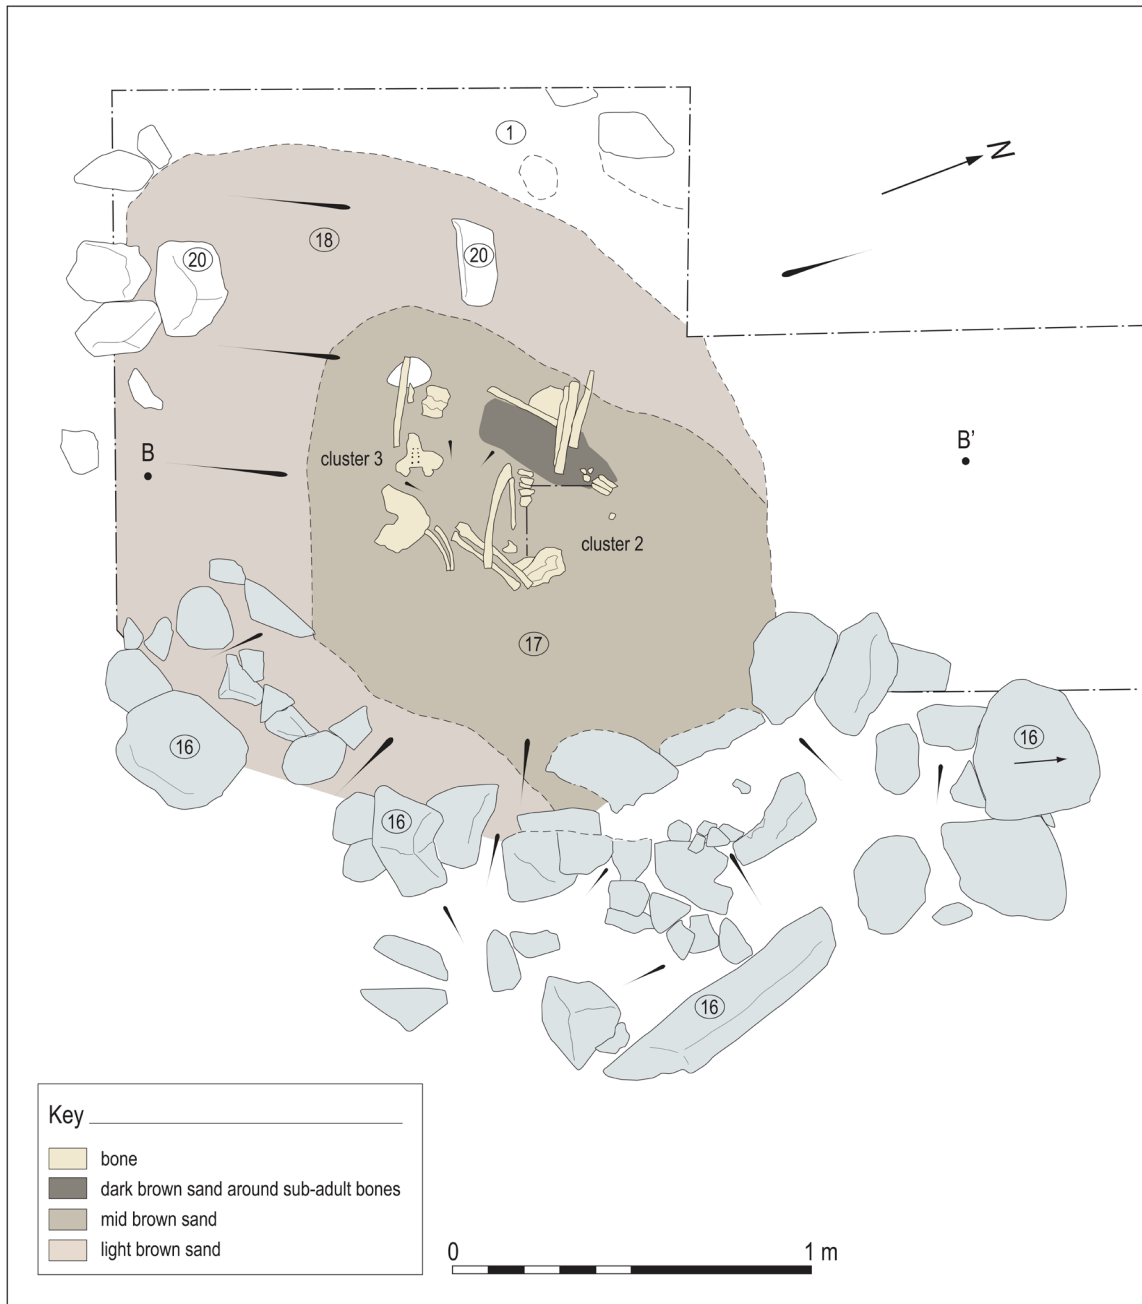 1
N
18
20
20
B
B’
cluster 3
cluster 2
17
16
16
16
16
Key
bone
dark brown sand around sub-adult bones
mid brown sand
light brown sand
0 1 m